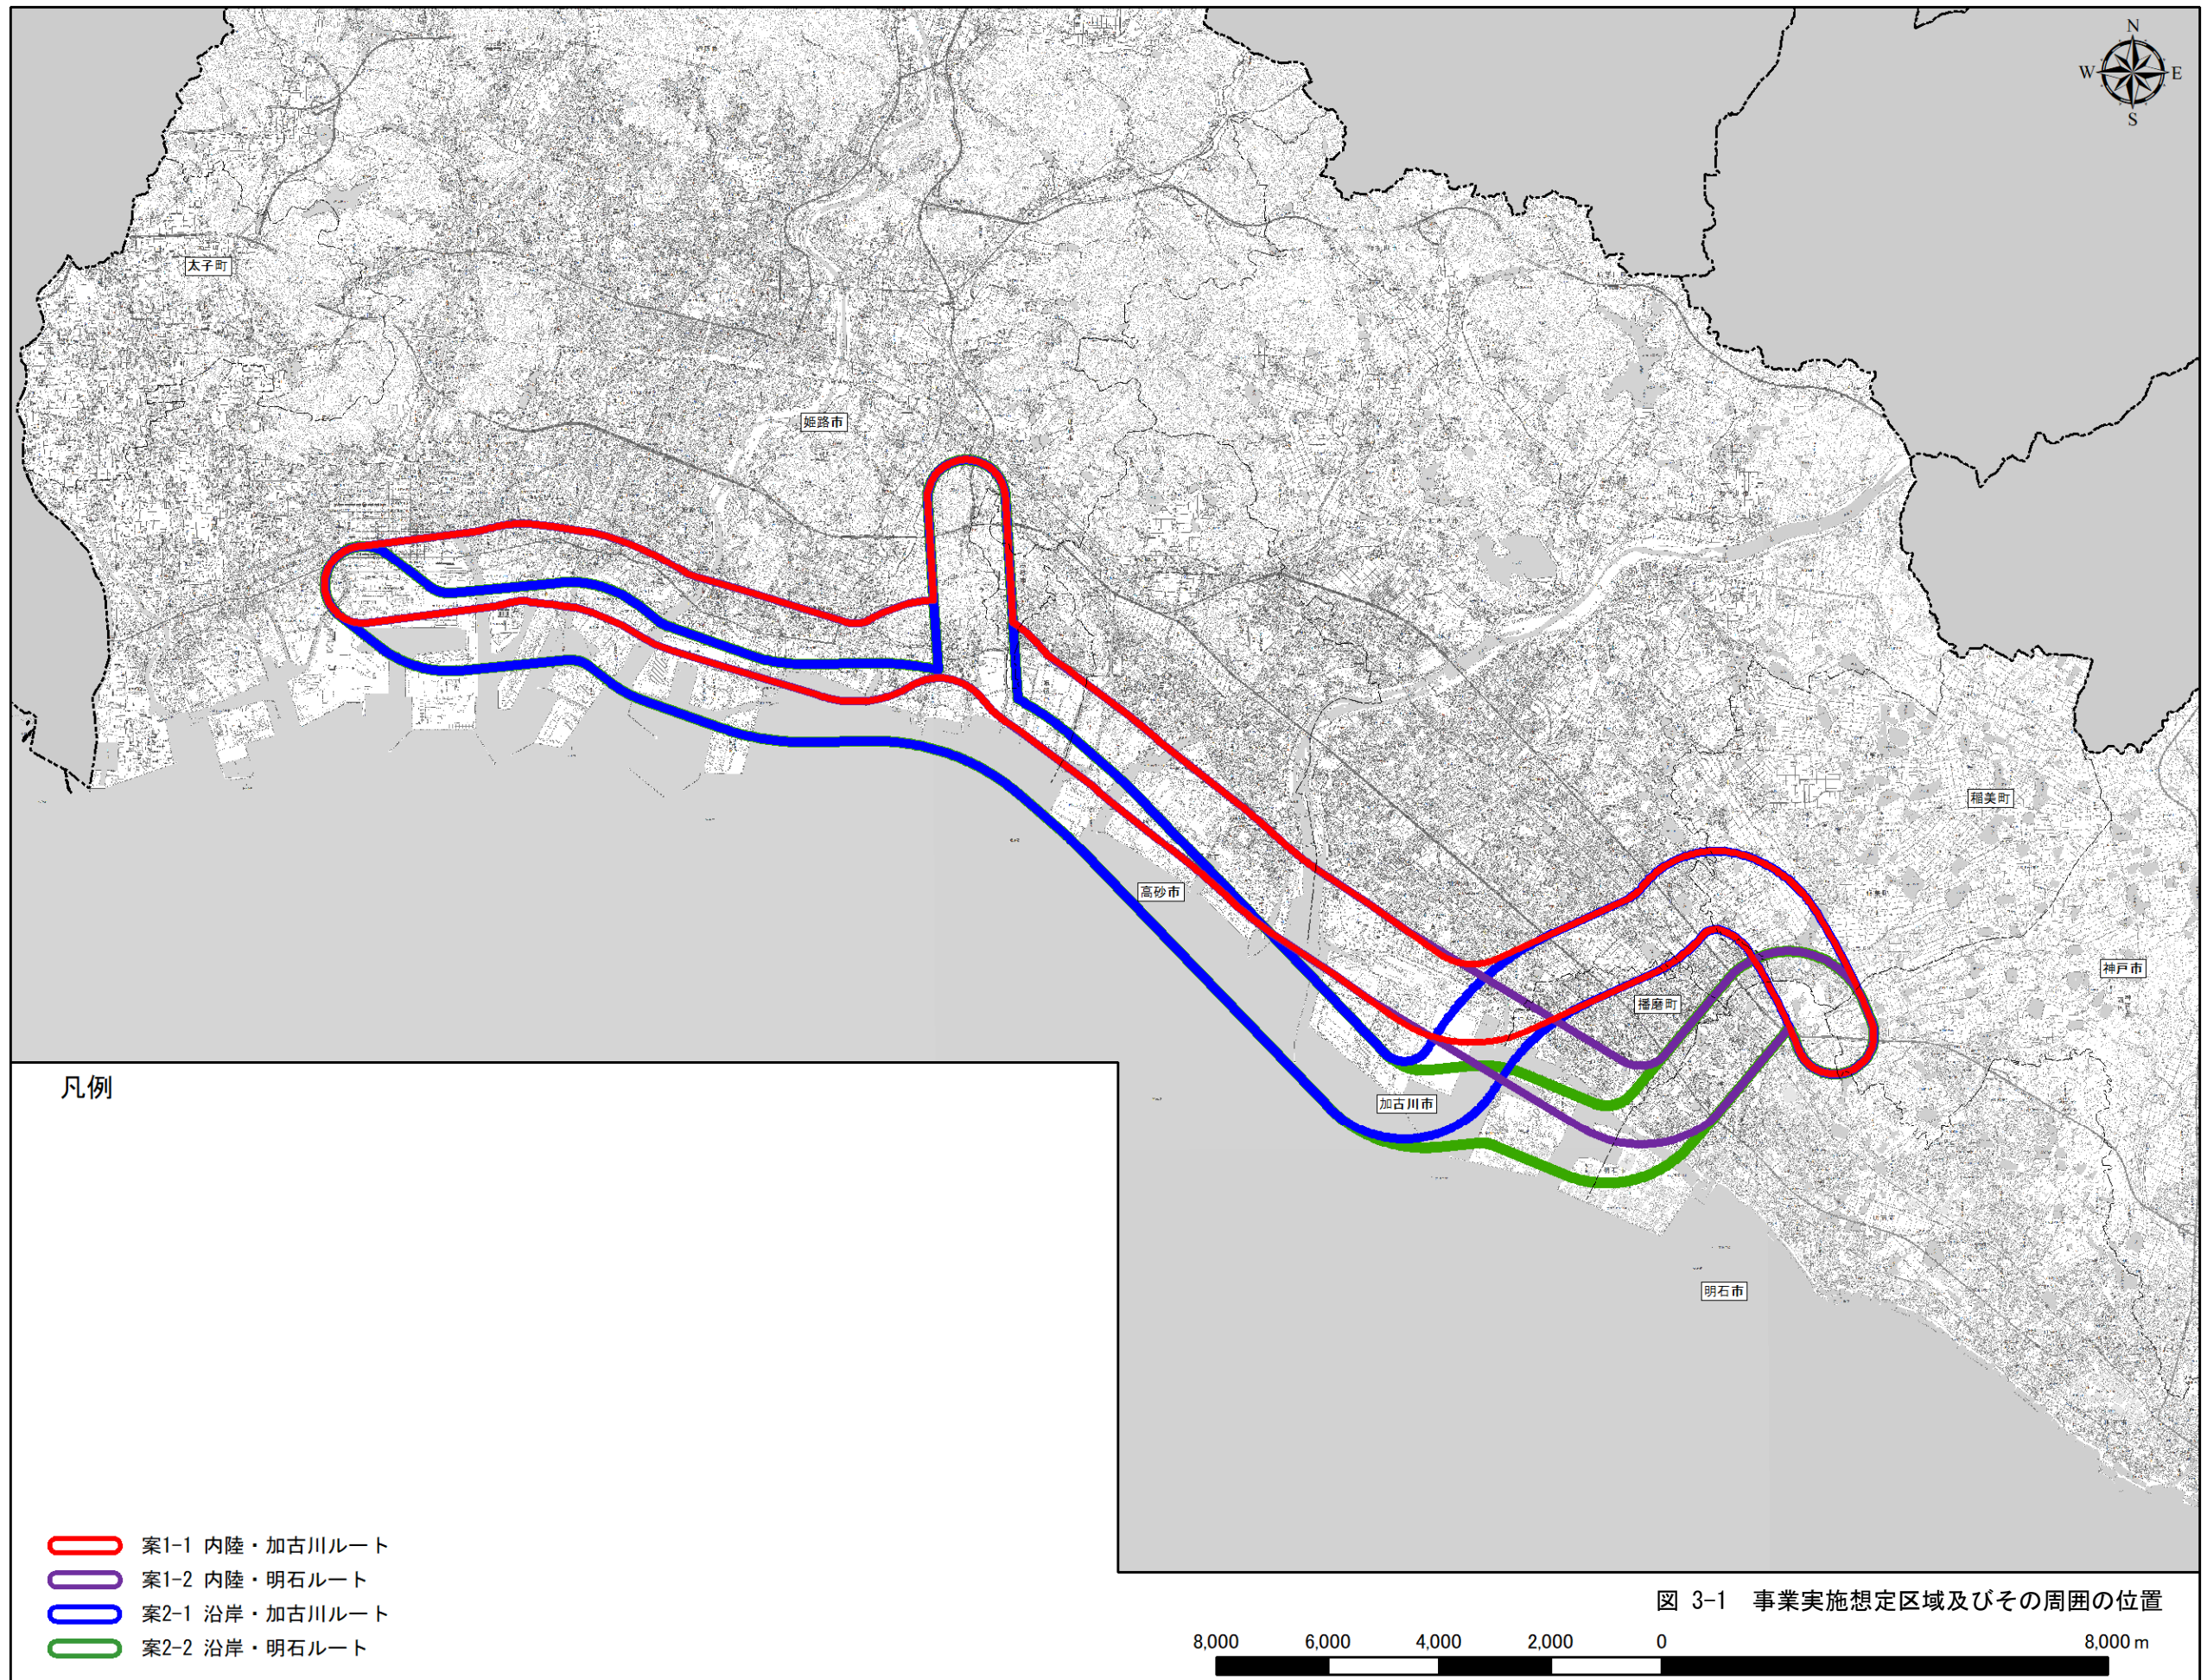 N
W E
S
太子町
姫路市
稲美町
高砂市
神戸市
播磨町
加古川市
明石市
凡例
案1-1 内陸・加古川ルート
案1-2 内陸・明石ルート
案2-1 沿岸・加古川ルート
案2-2 沿岸・明石ルート
図 3-1 事業実施想定区域及びその周囲の位置
8,000 6,000 4,000 2,000 0 8,000 m